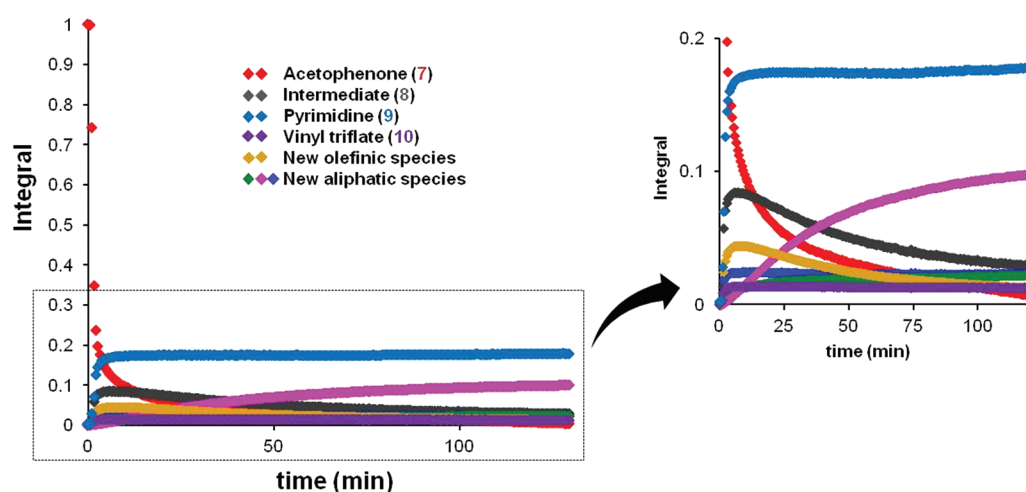 1
0.9
0.8
0.7
0.6
0.5
0.4
0.3
0.2
0.1
0
Integral
0
50
100
time (min)
Acetophenone (7)
Intermediate (8)
Pyrimidine (9)
Vinyl triflate (10)
New olefinic species
New aliphatic species
0.2
0.1
0
Integral
0
25
50
75
100
time (min)